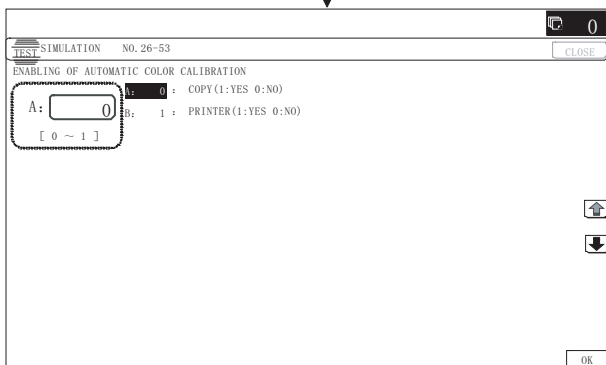 0
TEST SIMULATION NO.26-53
CLOSE
ENABLING OF AUTOMATIC COLOR CALIBRATION
A: 0
[ 0 ~ 1 ]
A: 0 : COPY(1:YES 0:NO)
B: 1 : PRINTER(1:YES 0:NO)
OK